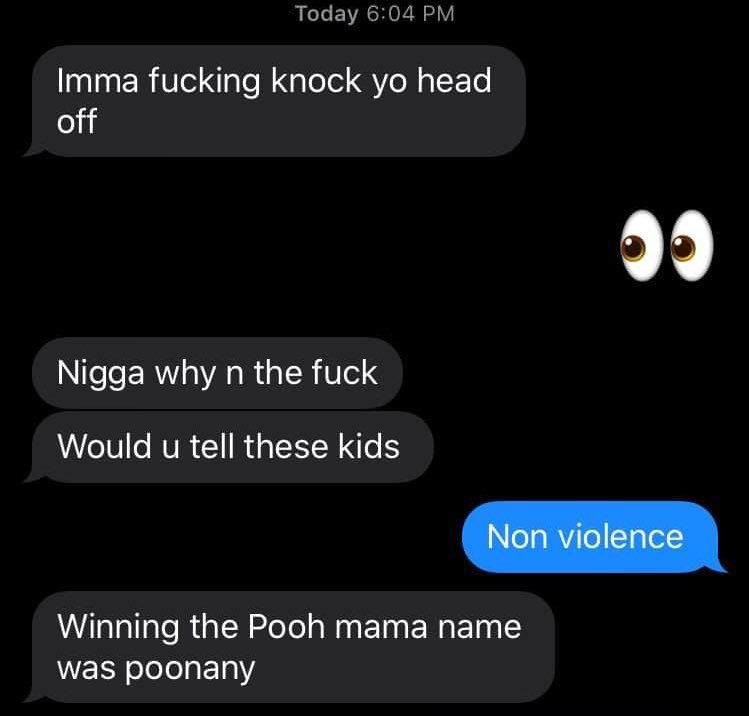 Today 6:04 PM
Imma fucking knock yo head
off
👀
Nigga why n the fuck
Would u tell these kids
Non violence
Winning the Pooh mama name
was poonany